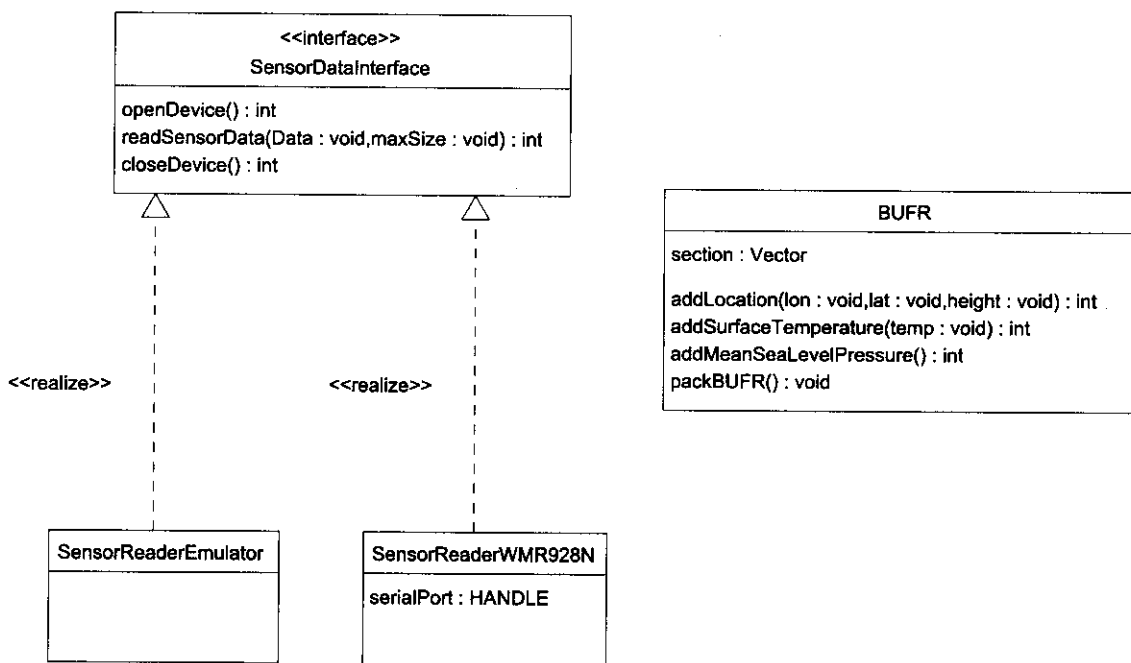 <<interface>>
SensorDataInterface
openDevice() : int
readSensorData(Data : void,maxSize : void) : int
closeDevice() : int
BUFR
section : Vector
addLocation(lon : void,lat : void,height : void) : int
addSurfaceTemperature(temp : void) : int
addMeanSeaLevelPressure() : int
packBUFR() : void
<<realize>>
<<realize>>
SensorReaderEmulator
SensorReaderWMR928N
serialPort : HANDLE